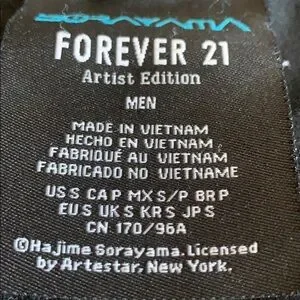 SORAYAMA
FOREVER 21
Artist Edition
MEN
MADE IN VIETNAM
HECHO EN VIETNAM
FABRIQUÉ AU VIETNAM
FABRICADO NO VIETNAME
US S CA P MX S/P BR P
EU S UK S KR S JP S
CN 170/96A
©Hajime Sorayama. Licensed
by Artestar, New York.